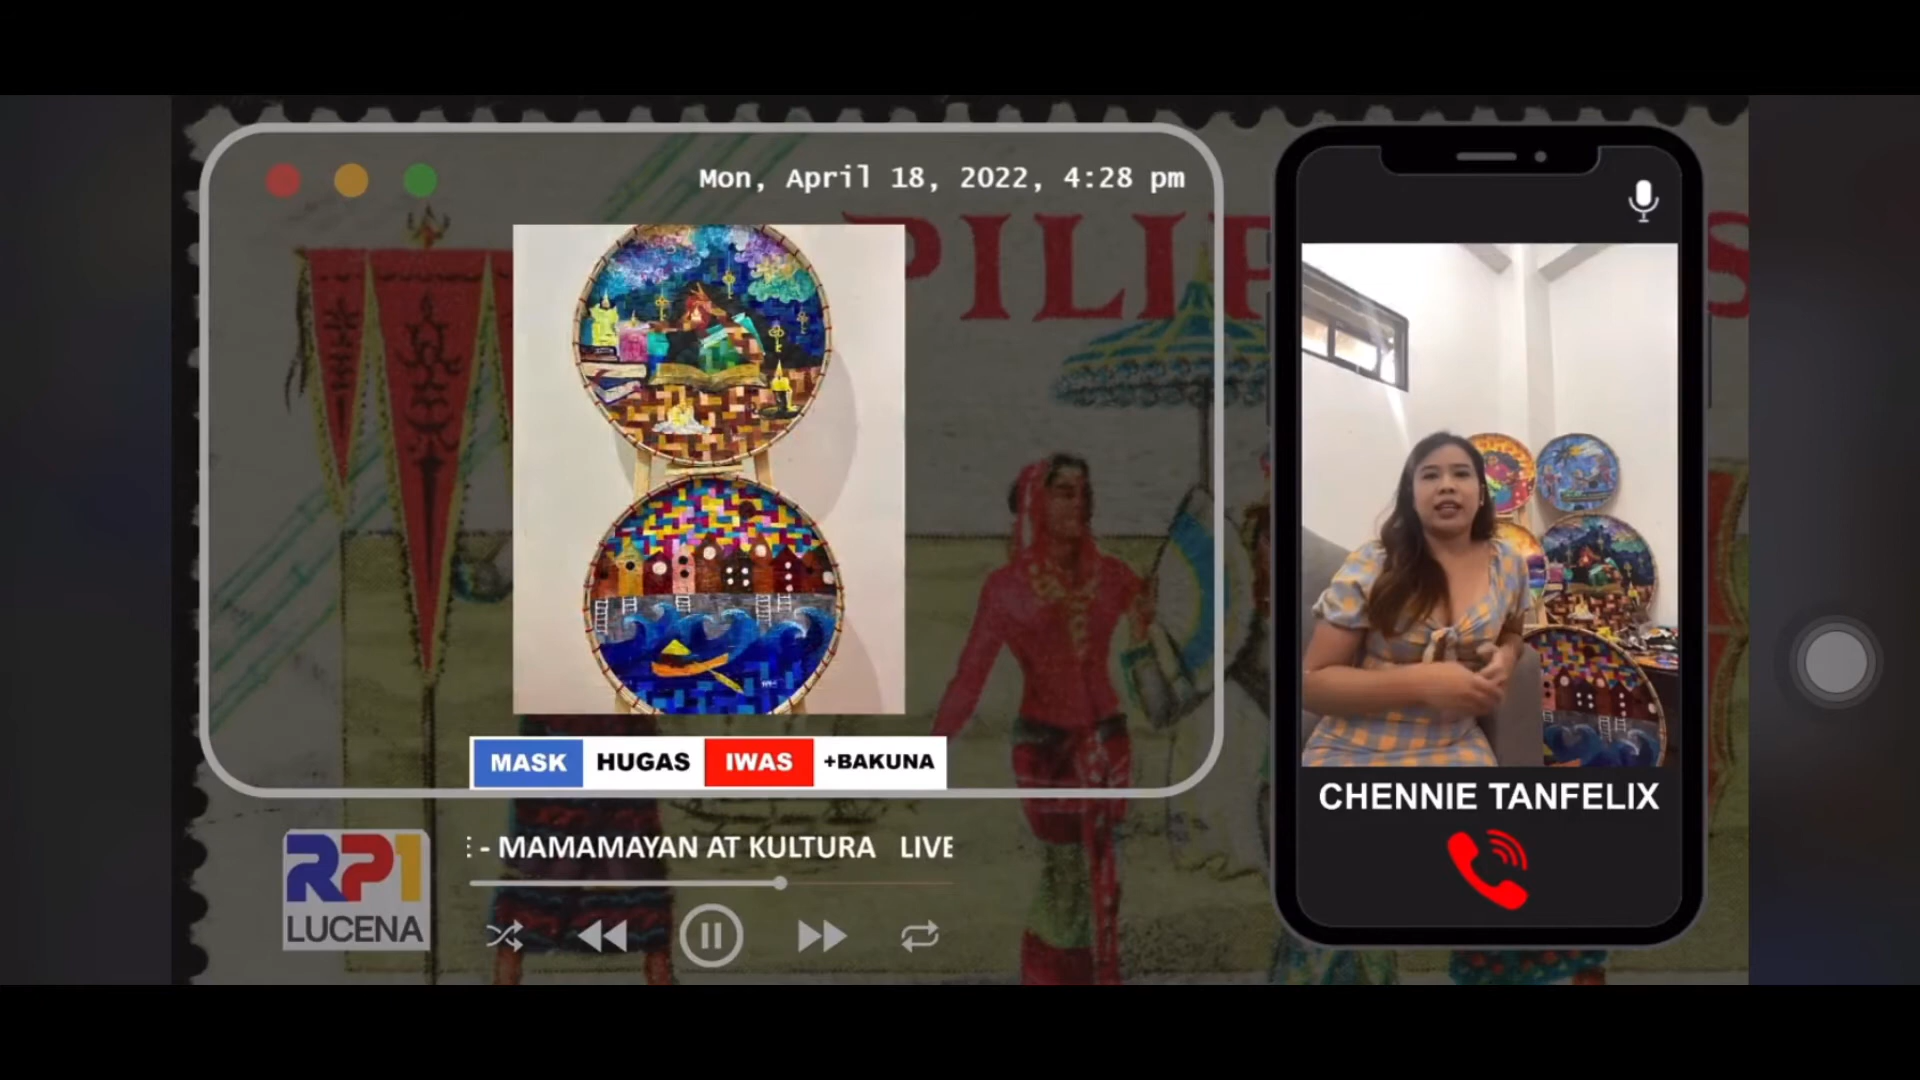 Mon, April 18, 2022, 4:28 pm
PILIP S
MASK HUGAS IWAS +BAKUNA
- MAMAMAYAN AT KULTURA LIVE
RP1
LUCENA
CHENNIE TANFELIX